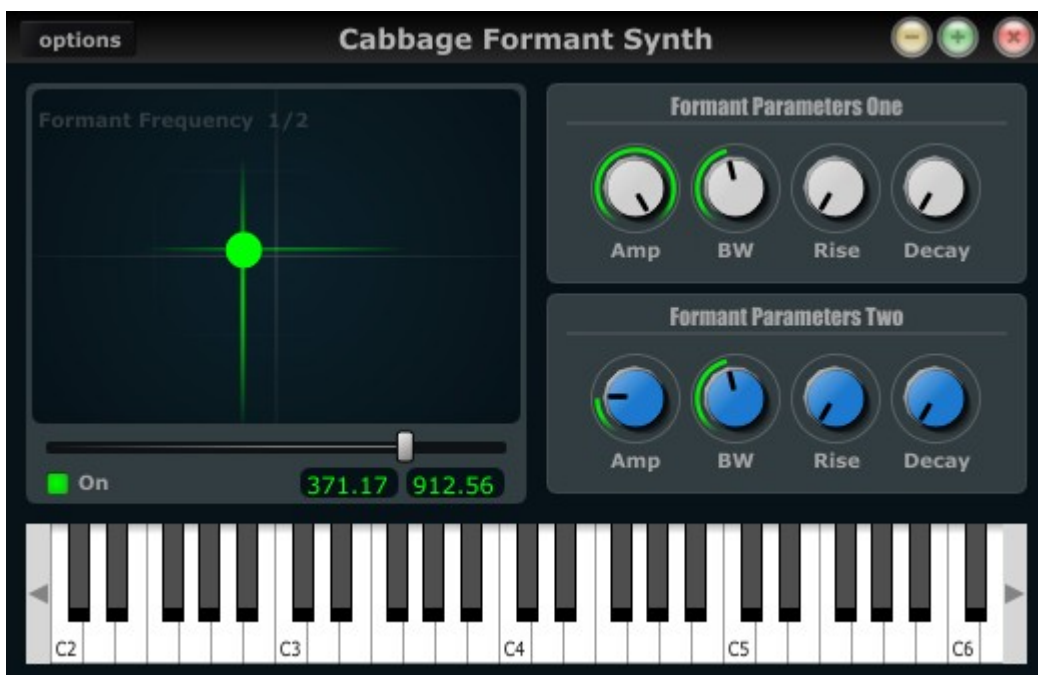 options
Cabbage Formant Synth
Formant Frequency 1/2
On
371.17
912.56
Formant Parameters One
Amp
BW
Rise
Decay
Formant Parameters Two
Amp
BW
Rise
Decay
C2
C3
C4
C5
C6